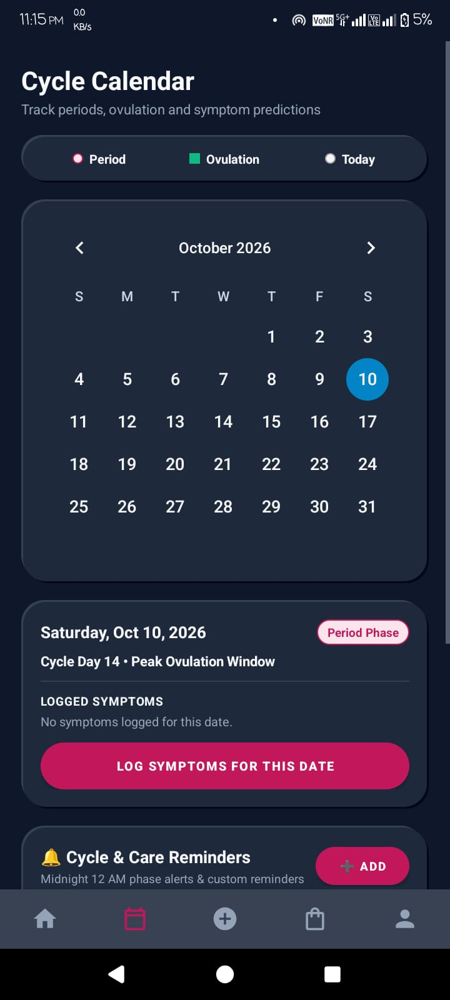 11:15 PM 0.0 KB/s VoNR 5G+ Vo LTE 5%
Cycle Calendar
Track periods, ovulation and symptom predictions
Period Ovulation Today
October 2026
S M T W T F S
1 2 3
4 5 6 7 8 9 10
11 12 13 14 15 16 17
18 19 20 21 22 23 24
25 26 27 28 29 30 31
Saturday, Oct 10, 2026 Period Phase
Cycle Day 14 • Peak Ovulation Window
LOGGED SYMPTOMS
No symptoms logged for this date.
LOG SYMPTOMS FOR THIS DATE
🔔 Cycle & Care Reminders ➕ ADD
Midnight 12 AM phase alerts & custom reminders